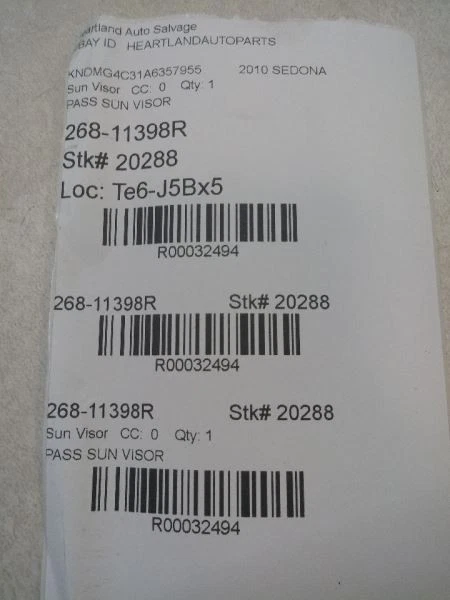 eartland Auto Salvage
BAY ID HEARTLANDAUTOPARTS
KNDMG4C31A6357955 2010 SEDONA
Sun Visor CC: 0 Qty: 1
PASS SUN VISOR
268-11398R
Stk# 20288
Loc: Te6-J5Bx5
R00032494
268-11398R Stk# 20288
R00032494
268-11398R Stk# 20288
Sun Visor CC: 0 Qty: 1
PASS SUN VISOR
R00032494